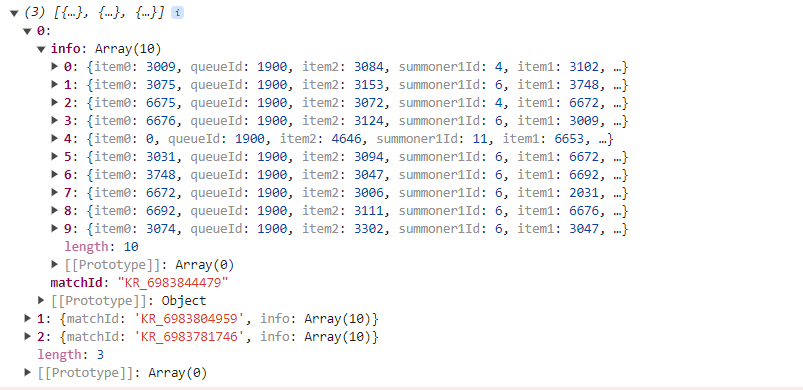 (3) [{…}, {…}, {…}] i
0:
info: Array(10)
0: {item0: 3009, queueId: 1900, item2: 3084, summoner1Id: 4, item1: 3102, …}
1: {item0: 3075, queueId: 1900, item2: 3153, summoner1Id: 6, item1: 3748, …}
2: {item0: 6675, queueId: 1900, item2: 3072, summoner1Id: 4, item1: 6672, …}
3: {item0: 6676, queueId: 1900, item2: 3124, summoner1Id: 6, item1: 3009, …}
4: {item0: 0, queueId: 1900, item2: 4646, summoner1Id: 11, item1: 6653, …}
5: {item0: 3031, queueId: 1900, item2: 3094, summoner1Id: 6, item1: 6672, …}
6: {item0: 3748, queueId: 1900, item2: 3047, summoner1Id: 6, item1: 6692, …}
7: {item0: 6672, queueId: 1900, item2: 3006, summoner1Id: 6, item1: 2031, …}
8: {item0: 6692, queueId: 1900, item2: 3111, summoner1Id: 6, item1: 6676, …}
9: {item0: 3074, queueId: 1900, item2: 3302, summoner1Id: 6, item1: 3047, …}
length: 10
[[Prototype]]: Array(0)
matchId: "KR_6983844479"
[[Prototype]]: Object
1: {matchId: 'KR_6983804959', info: Array(10)}
2: {matchId: 'KR_6983781746', info: Array(10)}
length: 3
[[Prototype]]: Array(0)